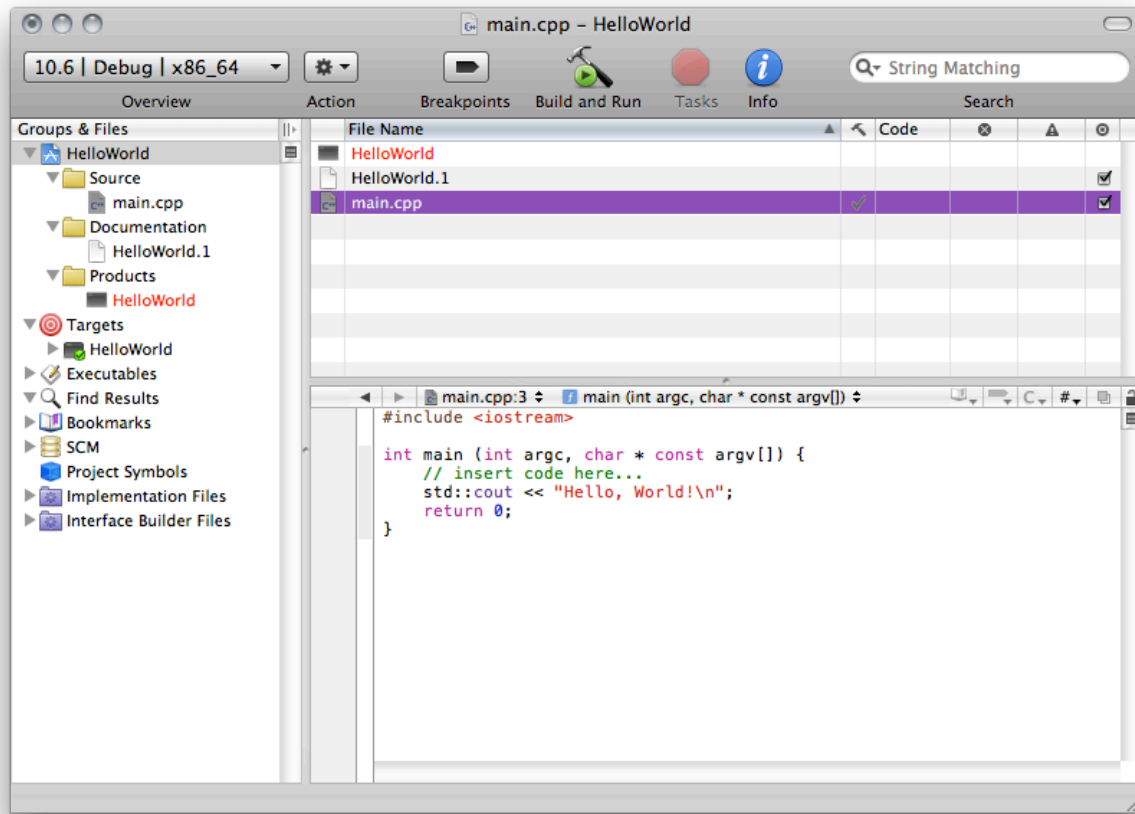 main.cpp – HelloWorld
10.6 | Debug | x86_64
String Matching
Overview Action Breakpoints Build and Run Tasks Info Search
Groups & Files
HelloWorld
Source
main.cpp
Documentation
HelloWorld.1
Products
HelloWorld
Targets
HelloWorld
Executables
Find Results
Bookmarks
SCM
Project Symbols
Implementation Files
Interface Builder Files
File Name Code
HelloWorld
HelloWorld.1
main.cpp
main.cpp:3 main (int argc, char * const argv[]) C #
#include <iostream>
int main (int argc, char * const argv[]) {
// insert code here...
std::cout << "Hello, World!\n";
return 0;
}